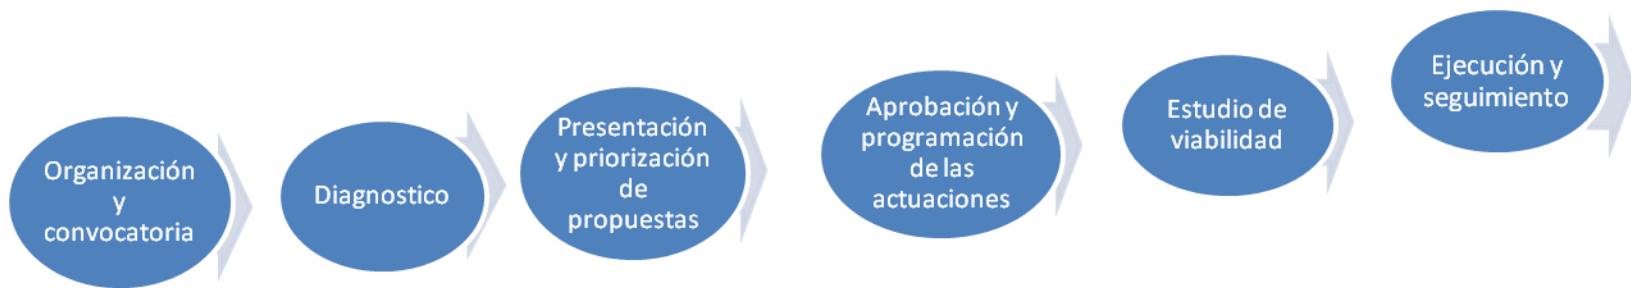 Organización
y
convocatoria
Diagnostico
Presentación
y priorización
de
propuestas
Aprobación y
programación
de las
actuaciones
Estudio de
viabilidad
Ejecución y
seguimiento